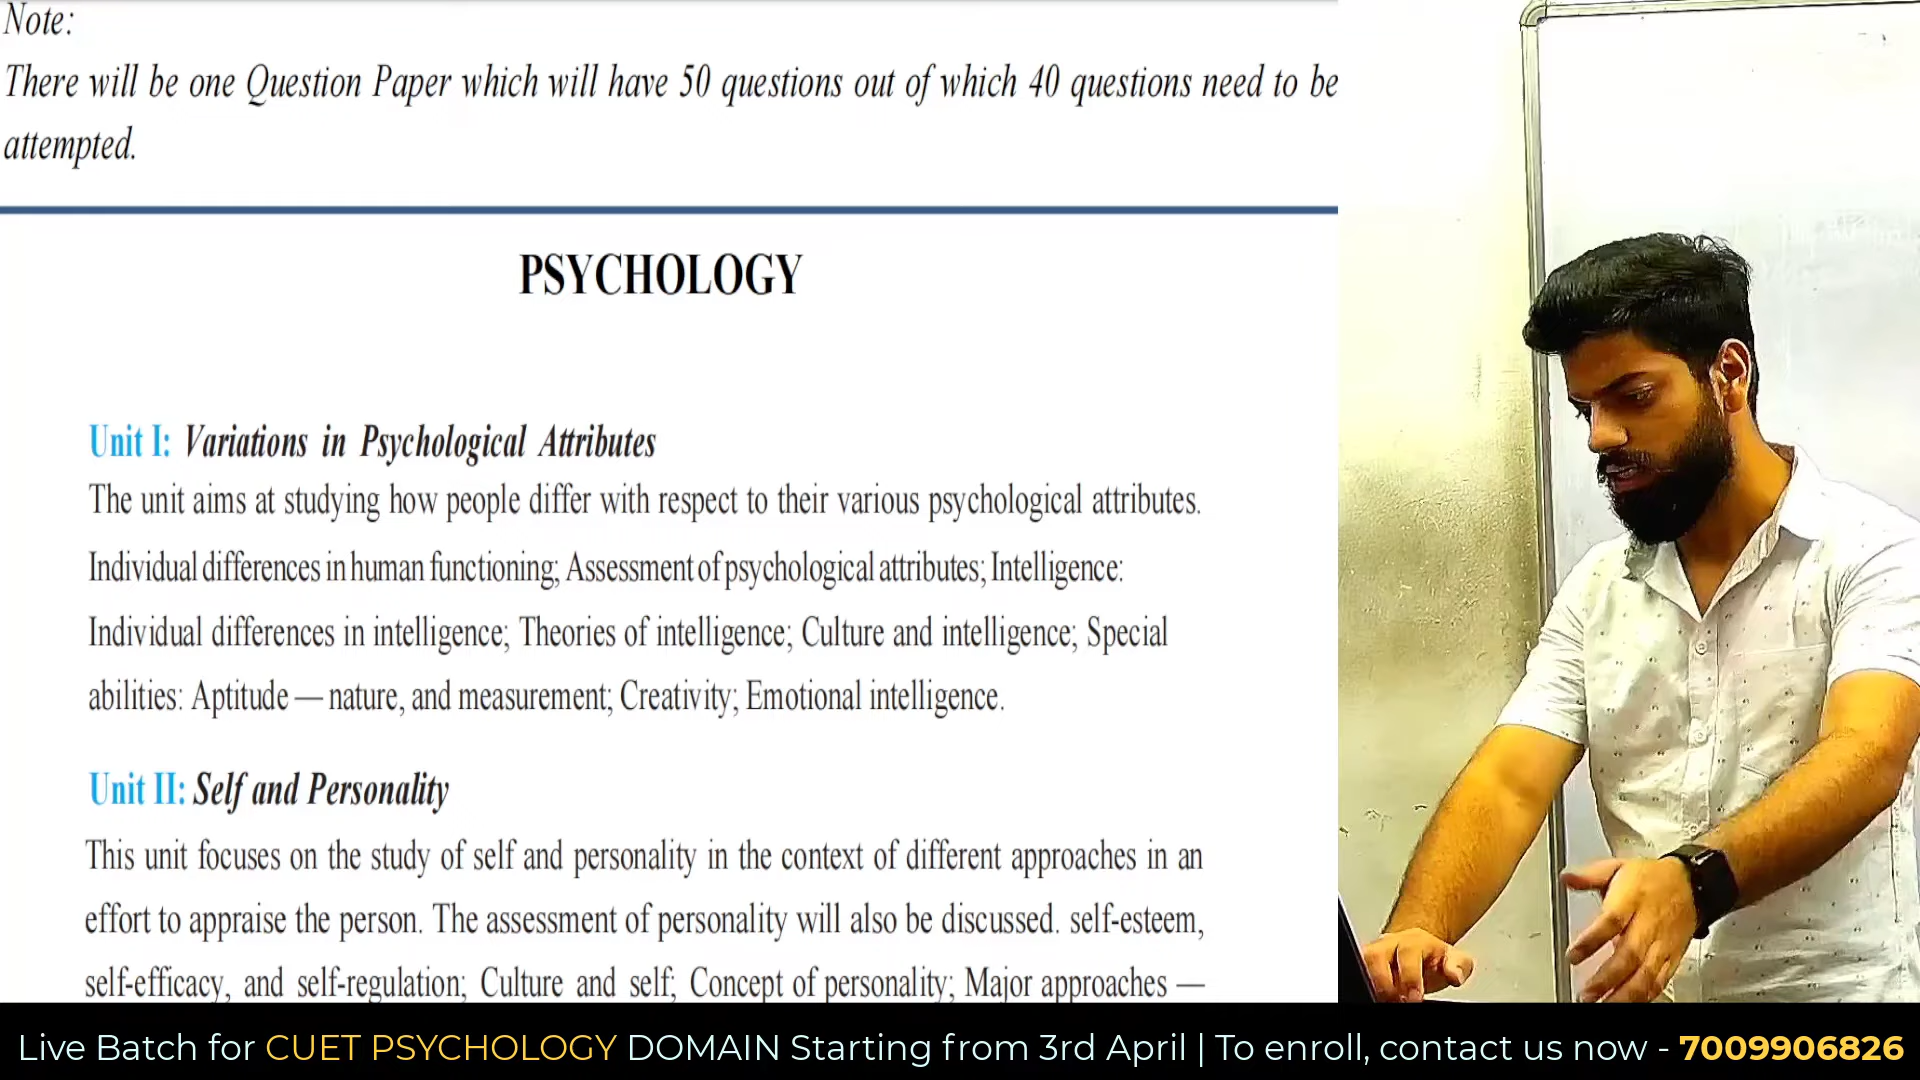 Note:
There will be one Question Paper which will have 50 questions out of which 40 questions need to be
attempted.
PSYCHOLOGY
Unit I: Variations in Psychological Attributes
The unit aims at studying how people differ with respect to their various psychological attributes.
Individual differences in human functioning; Assessment of psychological attributes; Intelligence:
Individual differences in intelligence; Theories of intelligence; Culture and intelligence; Special
abilities: Aptitude — nature, and measurement; Creativity; Emotional intelligence.
Unit II: Self and Personality
This unit focuses on the study of self and personality in the context of different approaches in an
effort to appraise the person. The assessment of personality will also be discussed. self-esteem,
self-efficacy, and self-regulation; Culture and self; Concept of personality; Major approaches —
Live Batch for CUET PSYCHOLOGY DOMAIN Starting from 3rd April | To enroll, contact us now - 7009906826